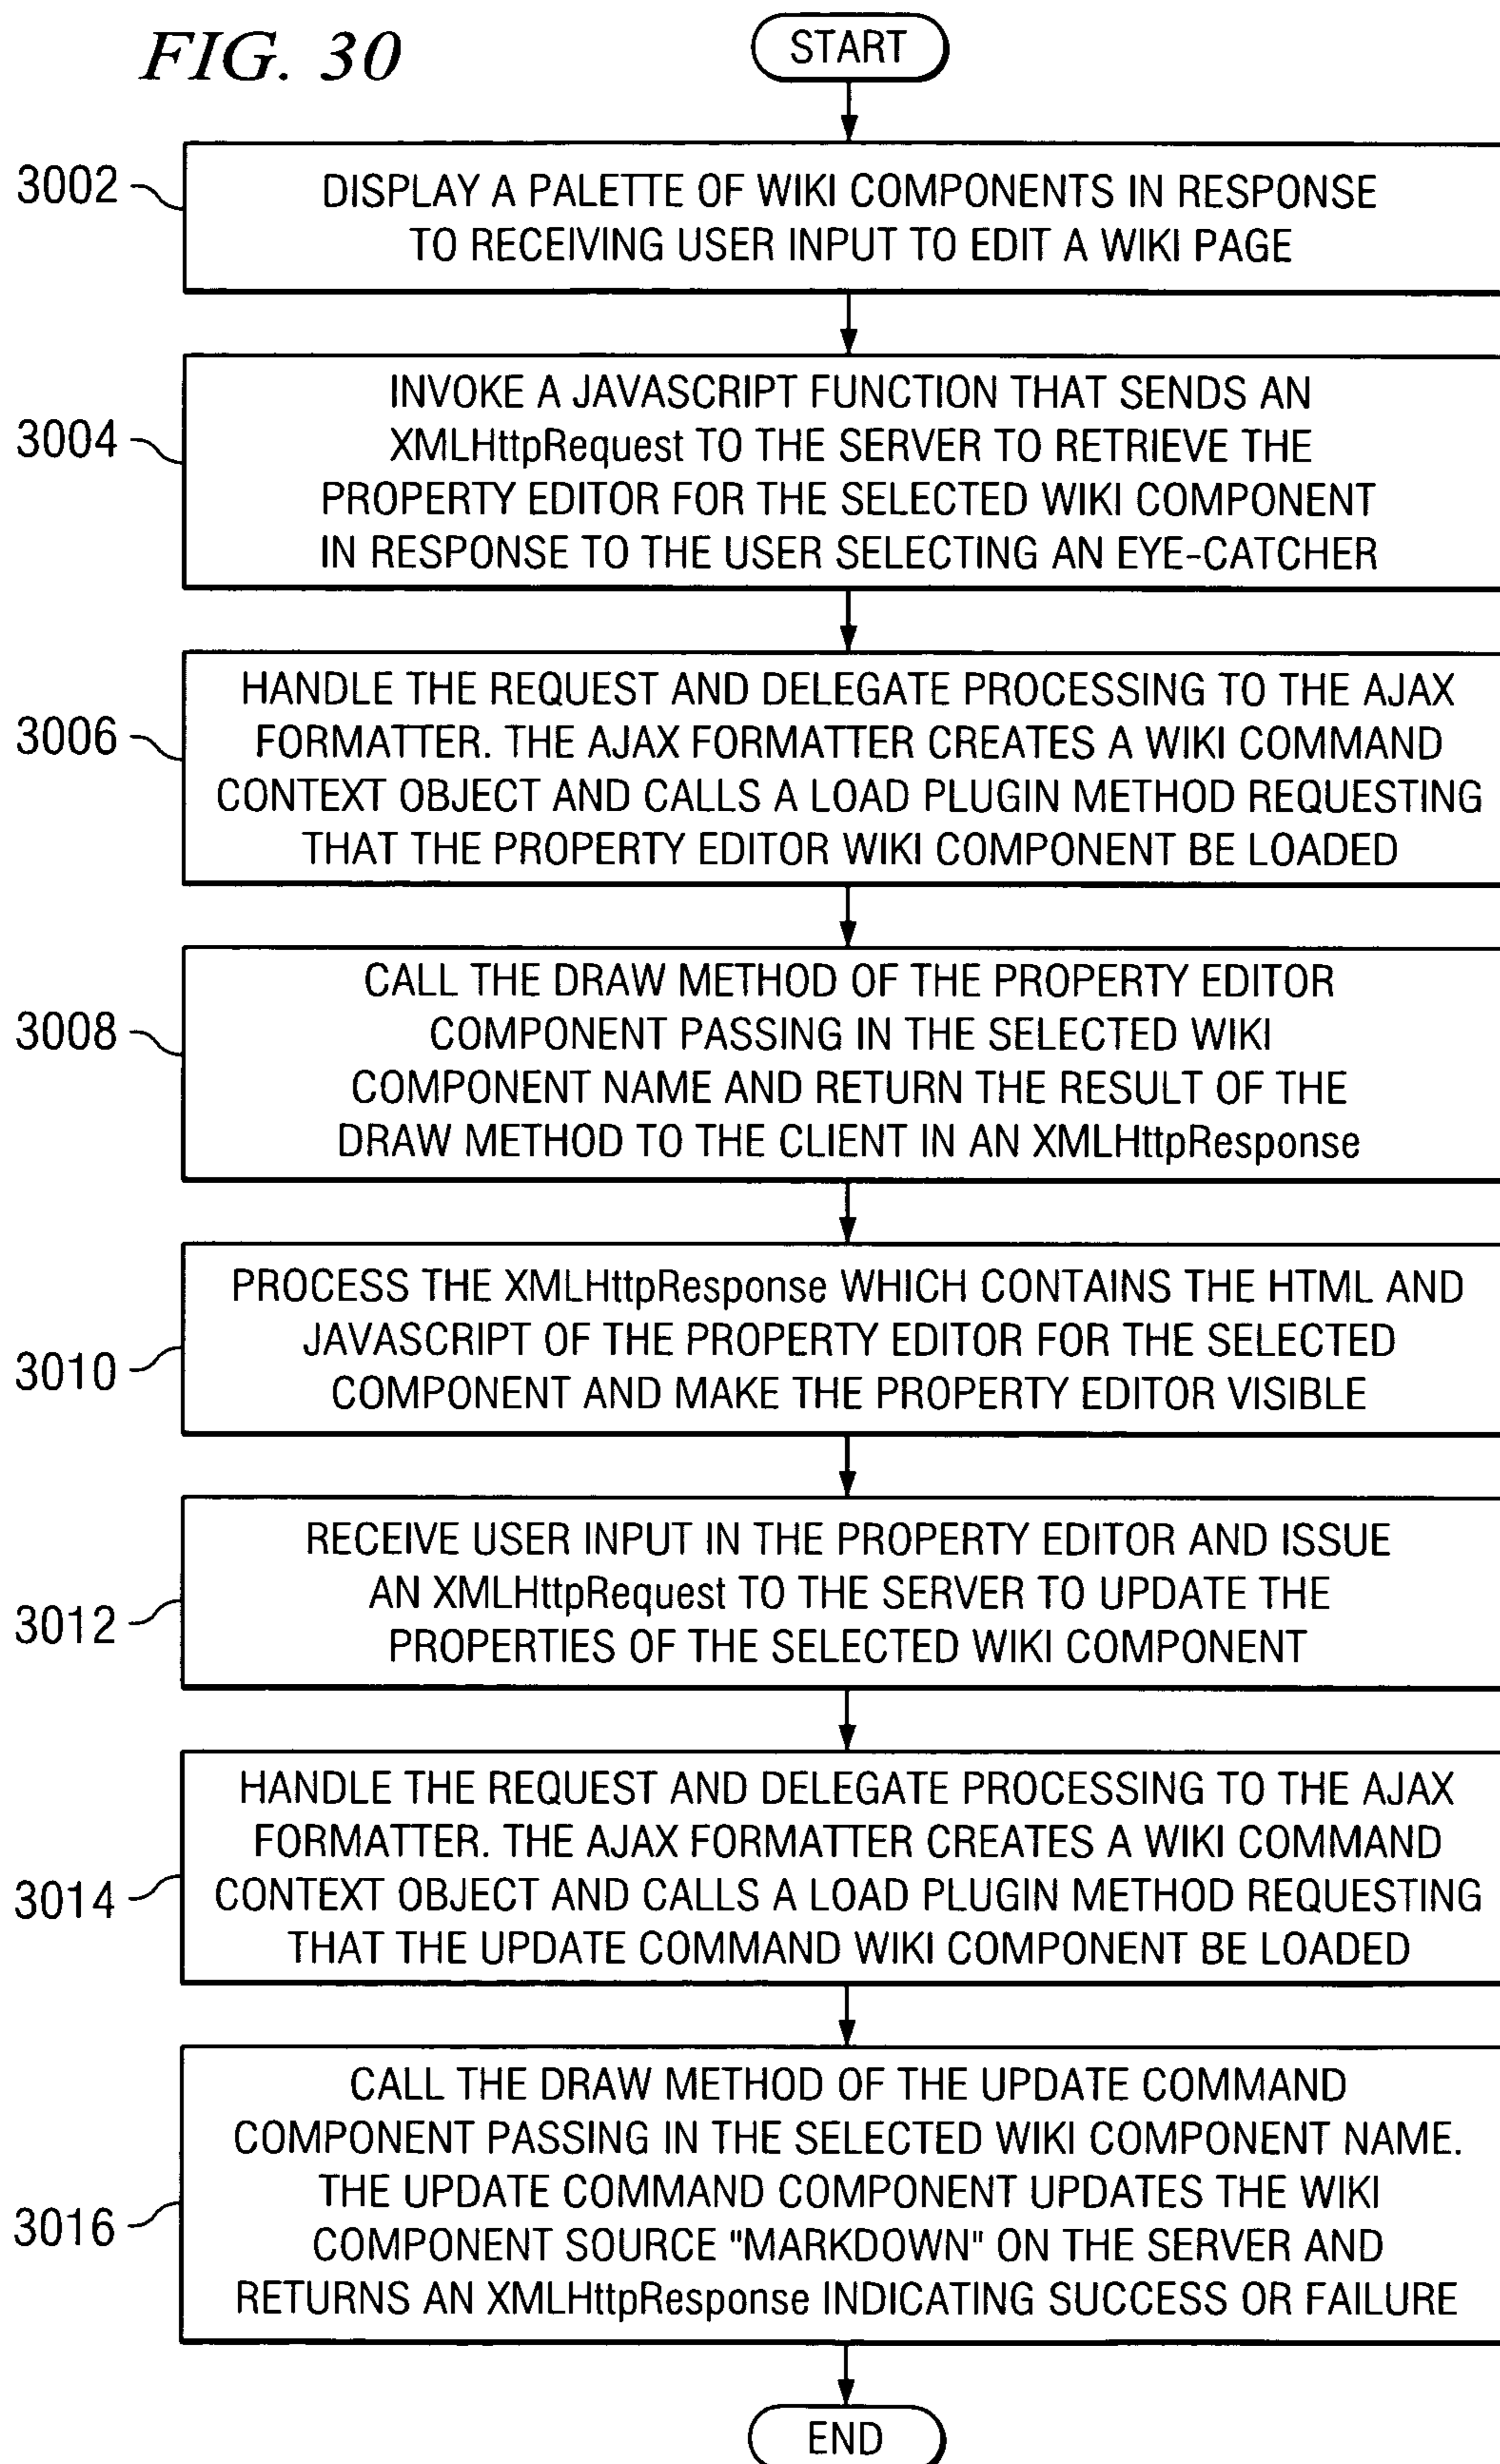 FIG. 30
START
3002
DISPLAY A PALETTE OF WIKI COMPONENTS IN RESPONSE
TO RECEIVING USER INPUT TO EDIT A WIKI PAGE
3004
INVOKE A JAVASCRIPT FUNCTION THAT SENDS AN
XMLHttpRequest TO THE SERVER TO RETRIEVE THE
PROPERTY EDITOR FOR THE SELECTED WIKI COMPONENT
IN RESPONSE TO THE USER SELECTING AN EYE-CATCHER
3006
HANDLE THE REQUEST AND DELEGATE PROCESSING TO THE AJAX
FORMATTER. THE AJAX FORMATTER CREATES A WIKI COMMAND
CONTEXT OBJECT AND CALLS A LOAD PLUGIN METHOD REQUESTING
THAT THE PROPERTY EDITOR WIKI COMPONENT BE LOADED
3008
CALL THE DRAW METHOD OF THE PROPERTY EDITOR
COMPONENT PASSING IN THE SELECTED WIKI
COMPONENT NAME AND RETURN THE RESULT OF THE
DRAW METHOD TO THE CLIENT IN AN XMLHttpResponse
3010
PROCESS THE XMLHttpResponse WHICH CONTAINS THE HTML AND
JAVASCRIPT OF THE PROPERTY EDITOR FOR THE SELECTED
COMPONENT AND MAKE THE PROPERTY EDITOR VISIBLE
3012
RECEIVE USER INPUT IN THE PROPERTY EDITOR AND ISSUE
AN XMLHttpRequest TO THE SERVER TO UPDATE THE
PROPERTIES OF THE SELECTED WIKI COMPONENT
3014
HANDLE THE REQUEST AND DELEGATE PROCESSING TO THE AJAX
FORMATTER. THE AJAX FORMATTER CREATES A WIKI COMMAND
CONTEXT OBJECT AND CALLS A LOAD PLUGIN METHOD REQUESTING
THAT THE UPDATE COMMAND WIKI COMPONENT BE LOADED
3016
CALL THE DRAW METHOD OF THE UPDATE COMMAND
COMPONENT PASSING IN THE SELECTED WIKI COMPONENT NAME.
THE UPDATE COMMAND COMPONENT UPDATES THE WIKI
COMPONENT SOURCE "MARKDOWN" ON THE SERVER AND
RETURNS AN XMLHttpResponse INDICATING SUCCESS OR FAILURE
END